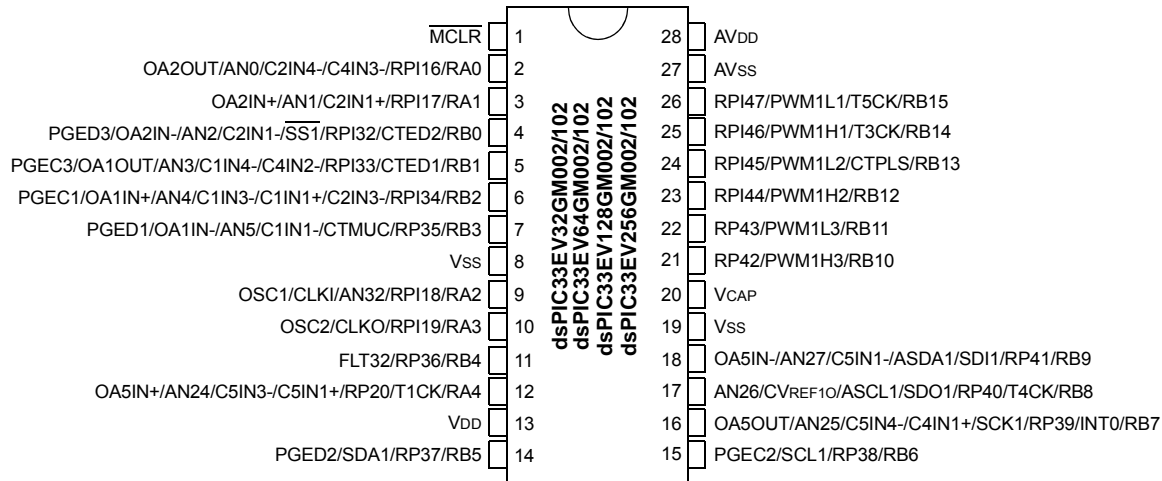 MCLR 1
OA2OUT/AN0/C2IN4-/C4IN3-/RPI16/RA0 2
OA2IN+/AN1/C2IN1+/RPI17/RA1 3
PGED3/OA2IN-/AN2/C2IN1-/SS1/RPI32/CTED2/RB0 4
PGEC3/OA1OUT/AN3/C1IN4-/C4IN2-/RPI33/CTED1/RB1 5
PGEC1/OA1IN+/AN4/C1IN3-/C1IN1+/C2IN3-/RPI34/RB2 6
PGED1/OA1IN-/AN5/C1IN1-/CTMUC/RP35/RB3 7
VSS 8
OSC1/CLKI/AN32/RPI18/RA2 9
OSC2/CLKO/RPI19/RA3 10
FLT32/RP36/RB4 11
OA5IN+/AN24/C5IN3-/C5IN1+/RP20/T1CK/RA4 12
VDD 13
PGED2/SDA1/RP37/RB5 14
dsPIC33EV32GM002/102
dsPIC33EV64GM002/102
dsPIC33EV128GM002/102
dsPIC33EV256GM002/102
28 AVDD
27 AVSS
26 RPI47/PWM1L1/T5CK/RB15
25 RPI46/PWM1H1/T3CK/RB14
24 RPI45/PWM1L2/CTPLS/RB13
23 RPI44/PWM1H2/RB12
22 RP43/PWM1L3/RB11
21 RP42/PWM1H3/RB10
20 VCAP
19 VSS
18 OA5IN-/AN27/C5IN1-/ASDA1/SDI1/RP41/RB9
17 AN26/CVREF1O/ASCL1/SDO1/RP40/T4CK/RB8
16 OA5OUT/AN25/C5IN4-/C4IN1+/SCK1/RP39/INT0/RB7
15 PGEC2/SCL1/RP38/RB6